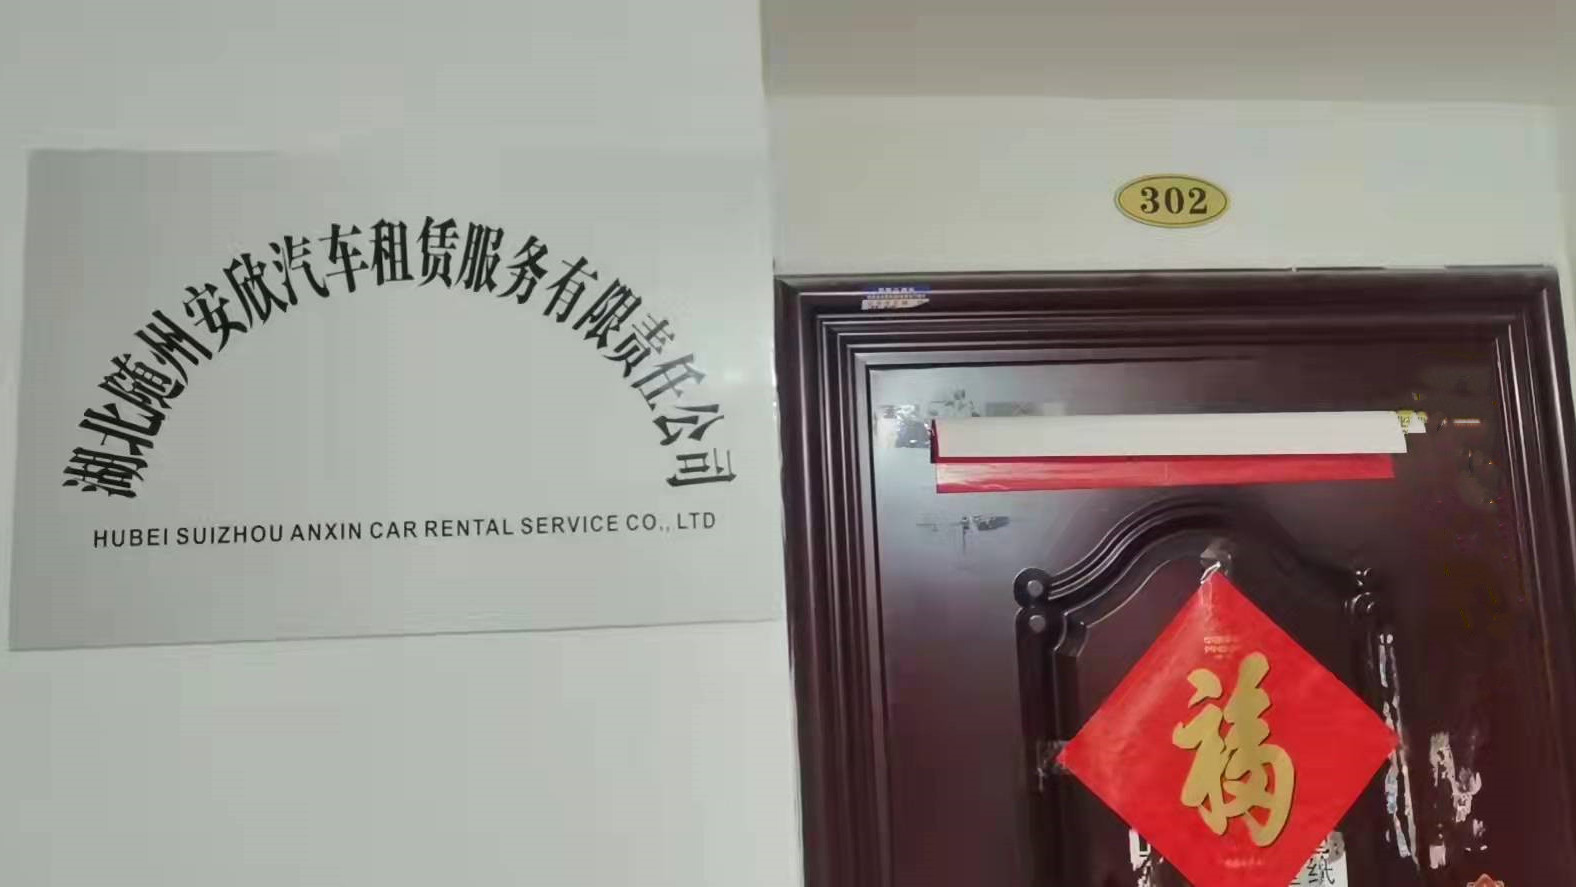 湖北随州安欣汽车租赁服务有限责任公司
HUBEI SUIZHOU ANXIN CAR RENTAL SERVICE CO., LTD
302
福
纸